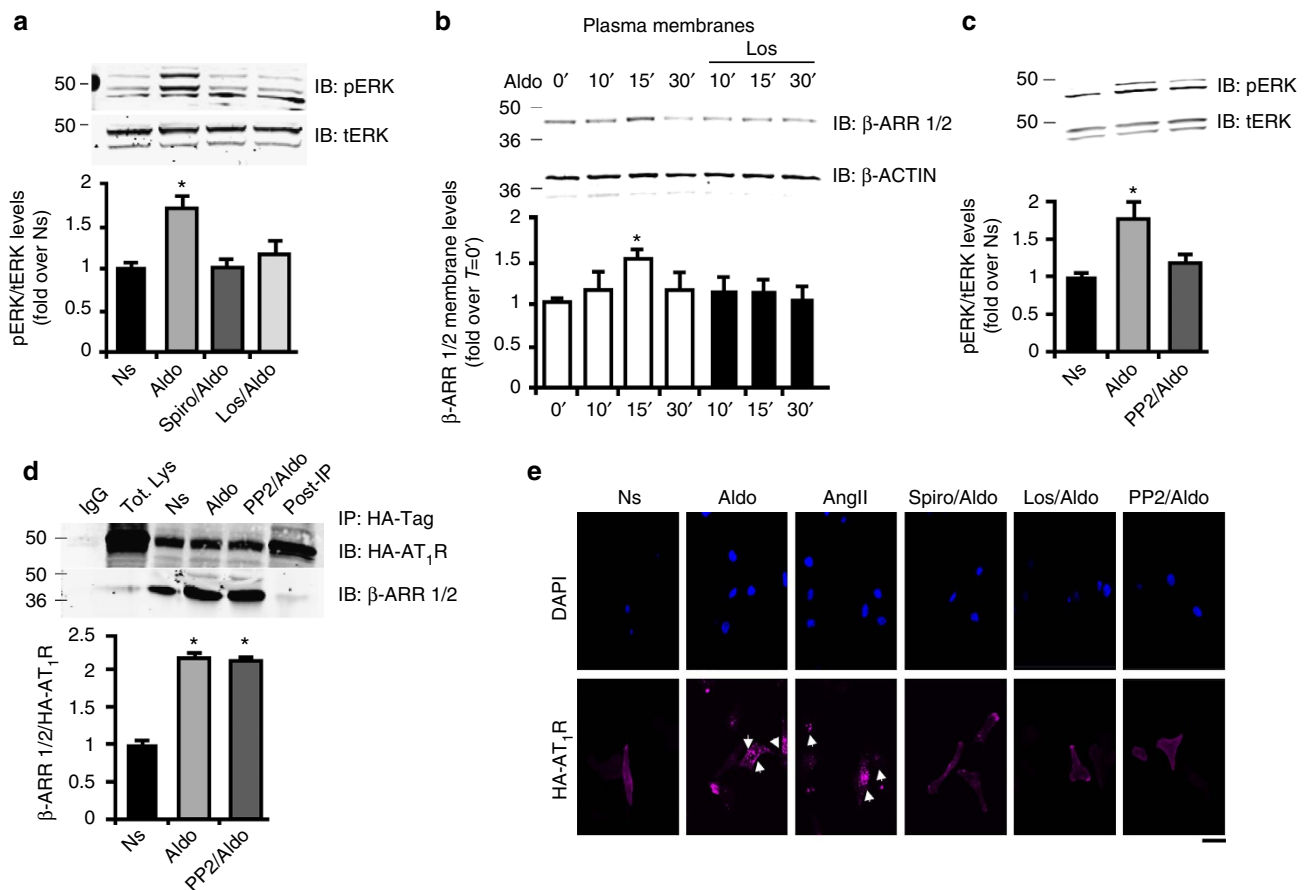 a
50
IB: pERK
50
IB: tERK
2
1.5
1
0.5
0
pERK/tERK levels
(fold over Ns)
*
Ns
Aldo
Spiro/Aldo
Los/Aldo
b
Plasma membranes
Los
Aldo 0′ 10′ 15′ 30′ 10′ 15′ 30′
50
36
IB: β-ARR 1/2
36
IB: β-ACTIN
2
1.5
1
0.5
0
β-ARR 1/2 membrane levels
(fold over T=0′)
*
0′ 10′ 15′ 30′ 10′ 15′ 30′
c
50
IB: pERK
50
IB: tERK
2
1.5
1
0.5
0
pERK/tERK levels
(fold over Ns)
*
Ns
Aldo
PP2/Aldo
d
IgG
Tot. Lys
Ns
Aldo
PP2/Aldo
Post-IP
IP: HA-Tag
50
IB: HA-AT₁R
50
36
IB: β-ARR 1/2
2.5
2
1.5
1
0.5
0
β-ARR 1/2/HA-AT₁R
* *
Ns
Aldo
PP2/Aldo
e
Ns Aldo AngII Spiro/Aldo Los/Aldo PP2/Aldo
DAPI
HA-AT₁R